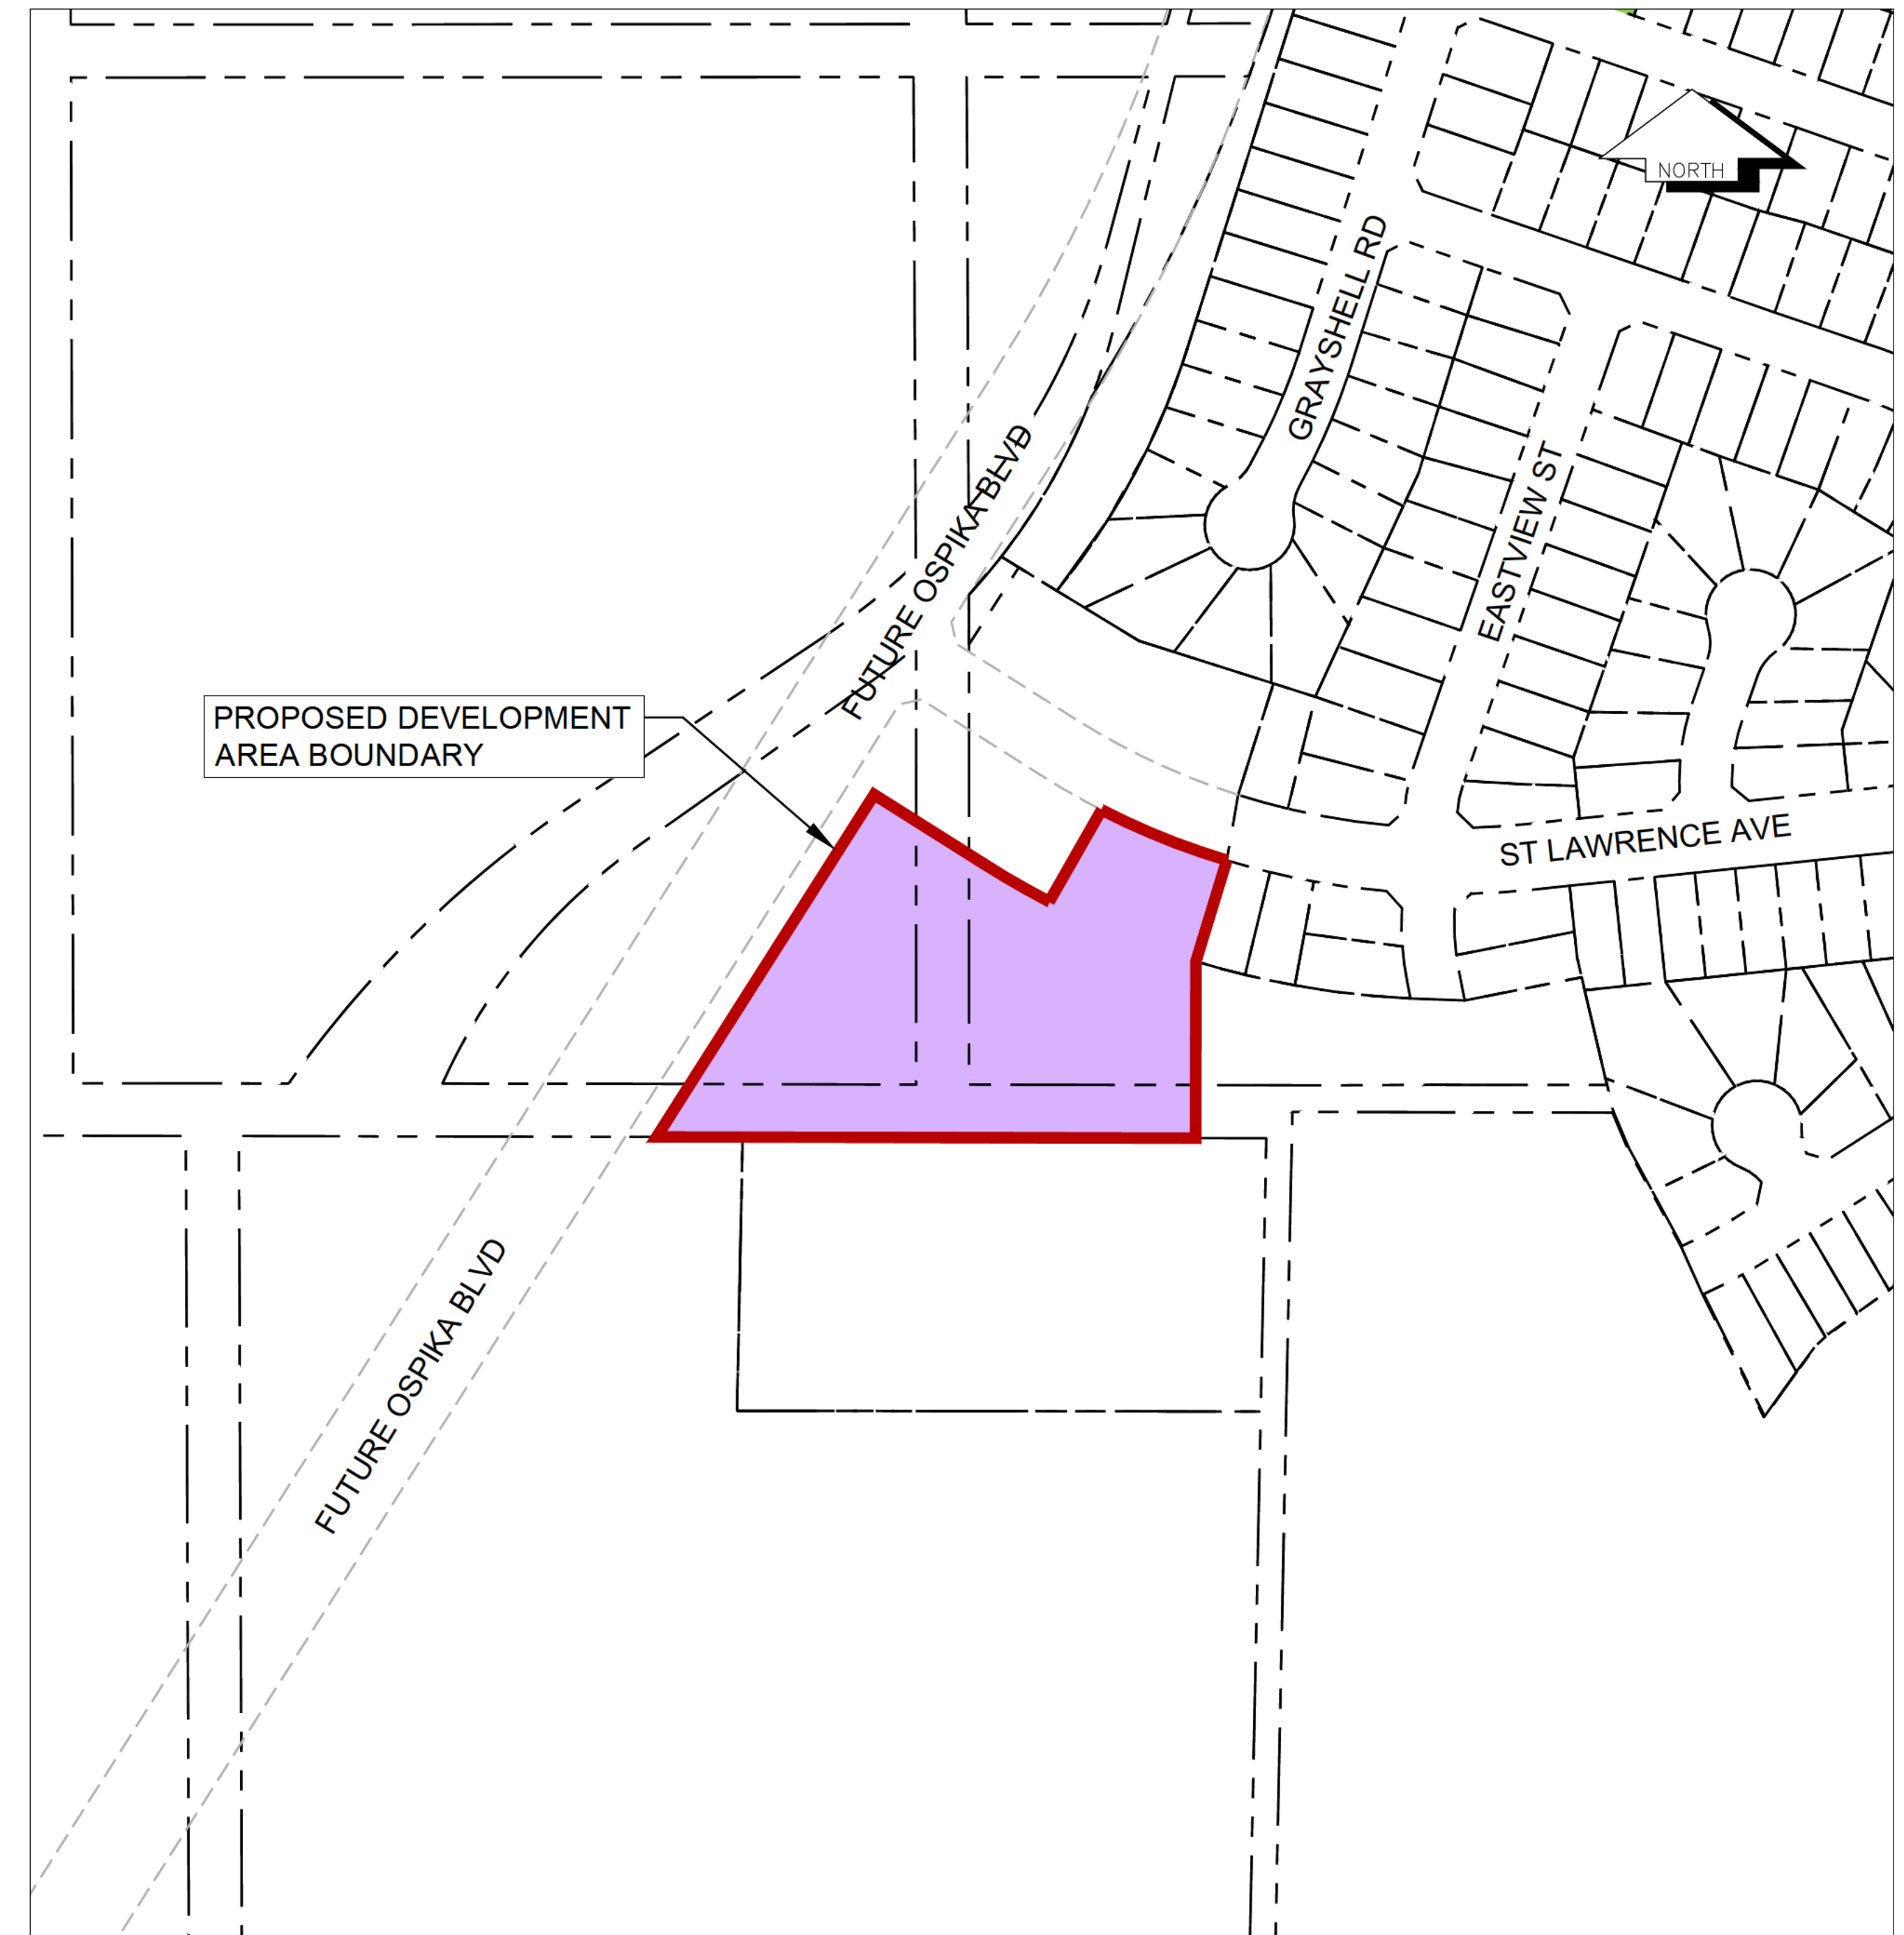 NORTH
GRAYSHELL RD
FUTURE OSPIKA BLVD
EASTVIEW ST
PROPOSED DEVELOPMENT
AREA BOUNDARY
ST LAWRENCE AVE
FUTURE OSPIKA BLVD